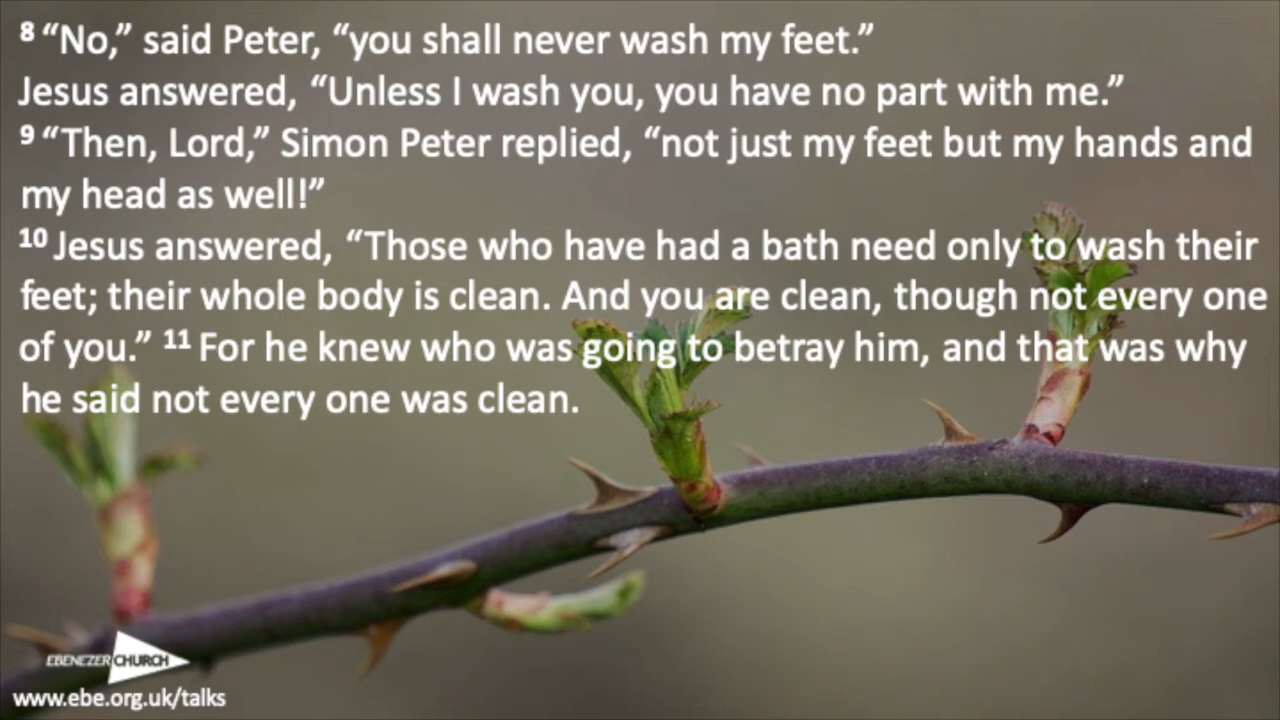 8 “No,” said Peter, “you shall never wash my feet.”
Jesus answered, “Unless I wash you, you have no part with me.”
9 “Then, Lord,” Simon Peter replied, “not just my feet but my hands and
my head as well!”
10 Jesus answered, “Those who have had a bath need only to wash their
feet; their whole body is clean. And you are clean, though not every one
of you.” 11 For he knew who was going to betray him, and that was why
he said not every one was clean.
EBENEZER CHURCH
www.ebe.org.uk/talks